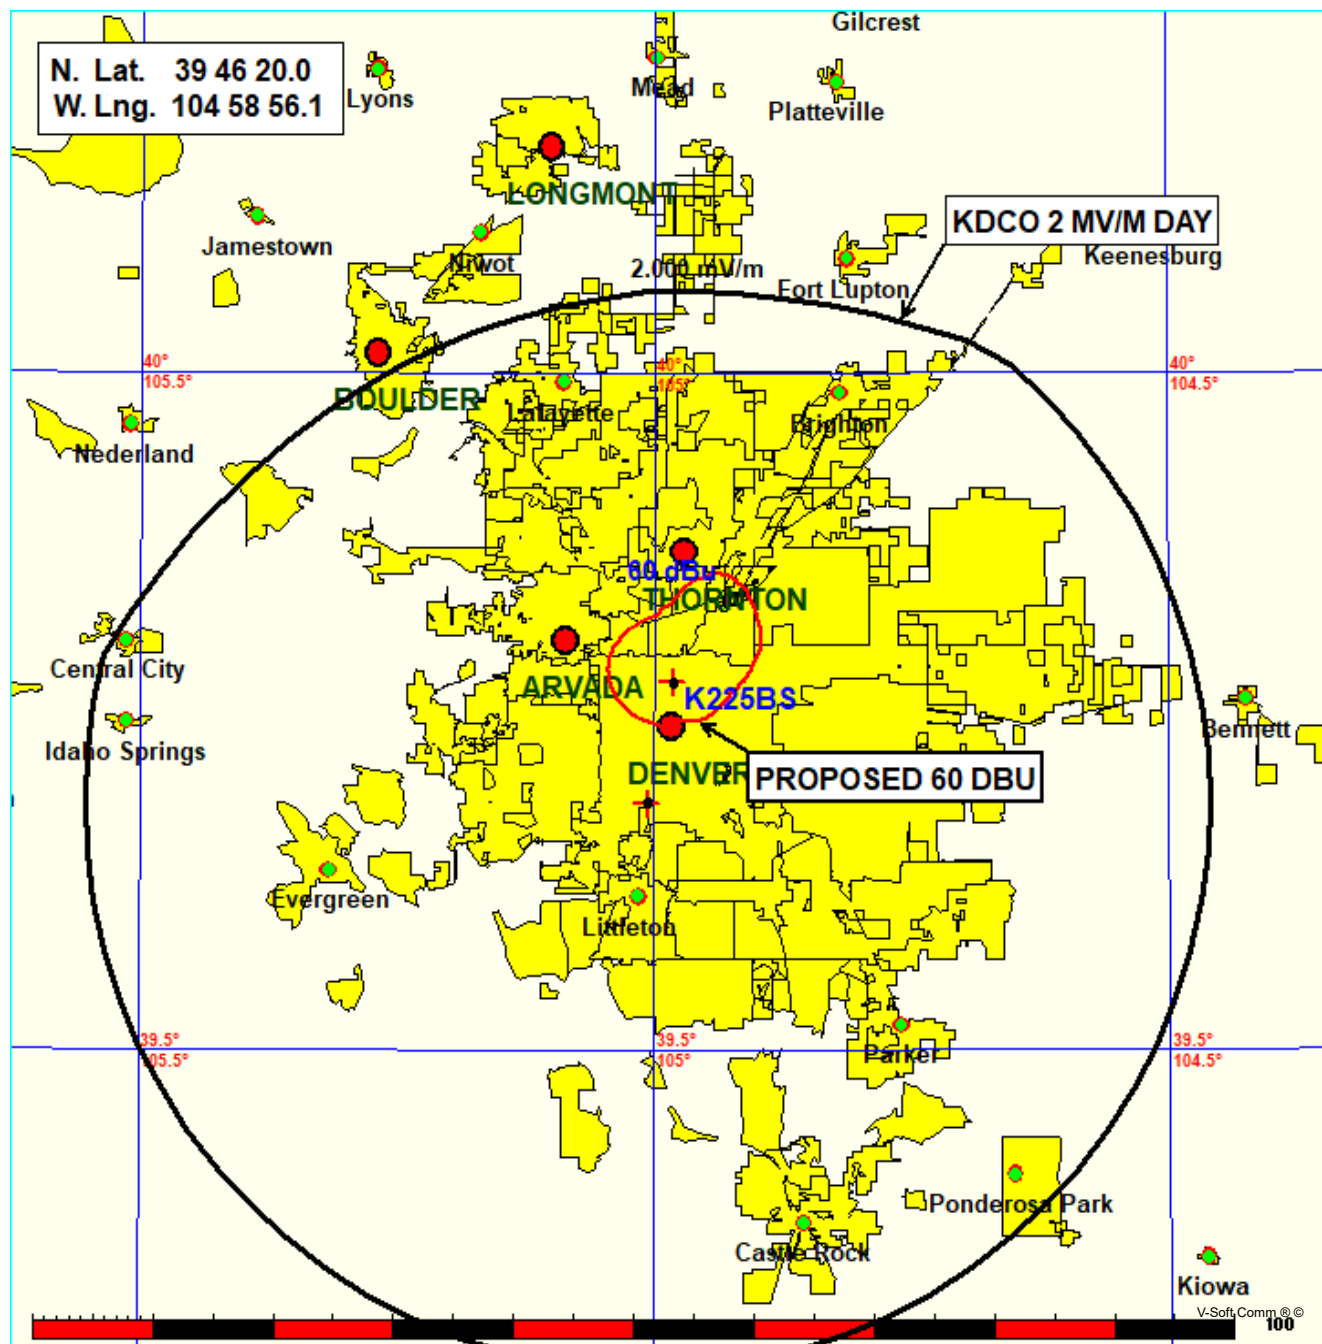 Gilcrest
N. Lat. 39 46 20.0
W. Lng. 104 58 56.1
Lyons
Mead
Platteville
LONGMONT
KDCO 2 MV/M DAY
Jamestown
Niwot
2.000 mV/m
Keenesburg
Fort Lupton
40°
105.5°
40°
105°
40°
104.5°
BOULDER
Lafayette
Brighton
Nederland
60 dBu
THORNTON
Central City
ARVADA
K225BS
Idaho Springs
Bennett
DENVER
PROPOSED 60 DBU
Evergreen
Littleton
39.5°
105.5°
39.5°
105°
39.5°
104.5°
Parker
Ponderosa Park
Castle Rock
Kiowa
V-Soft Comm ® ©
100